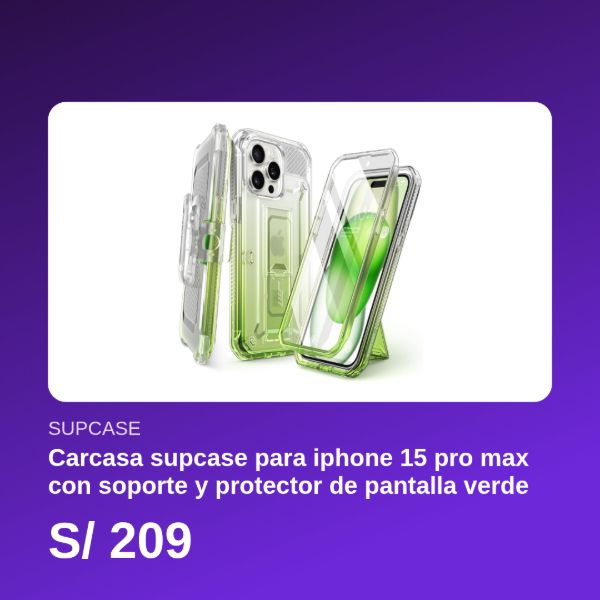 SUPCASE
Carcasa supcase para iphone 15 pro max
con soporte y protector de pantalla verde
S/ 209